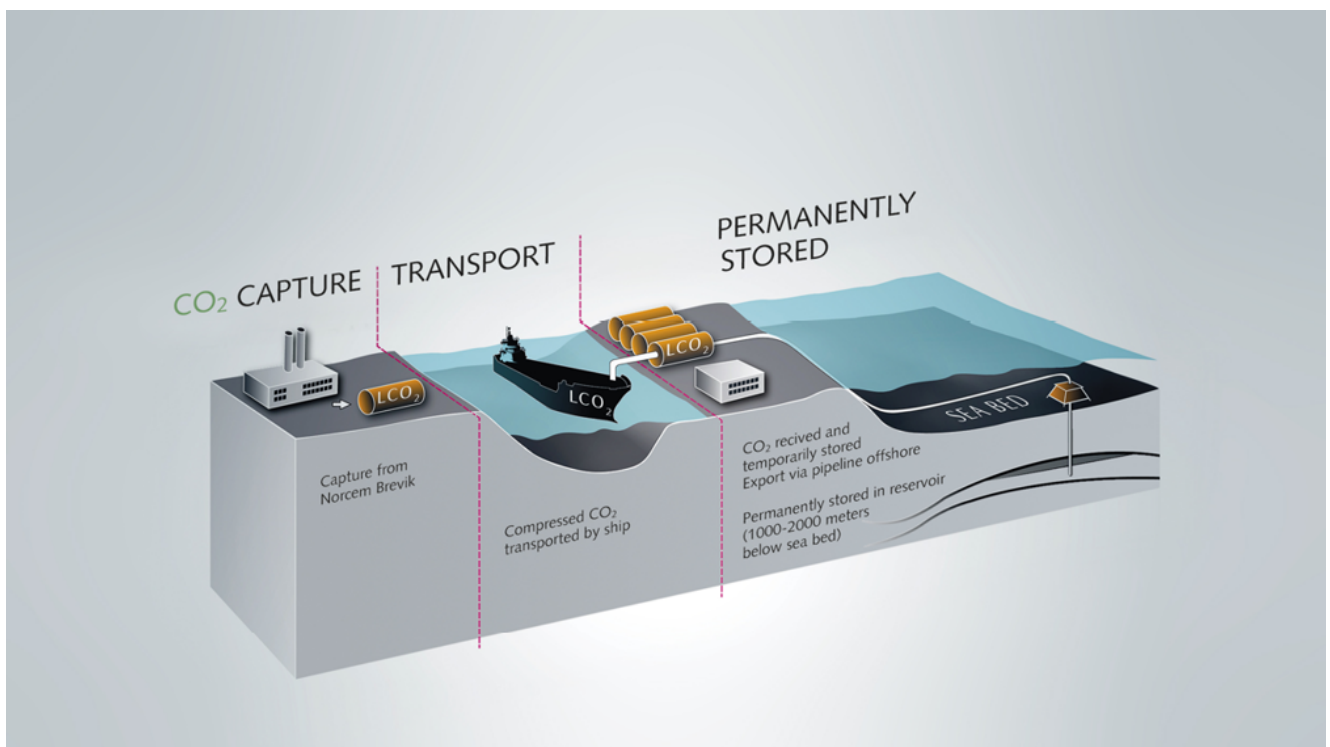 CO₂ CAPTURE
TRANSPORT
PERMANENTLY
STORED
LCO₂
LCO₂
LCO₂
SEA BED
Capture from
Norcem Brevik
Compressed CO₂
transported by ship
CO₂ recived and
temporarily stored
Export via pipeline offshore
Permanently stored in reservoir
(1000-2000 meters
below sea bed)